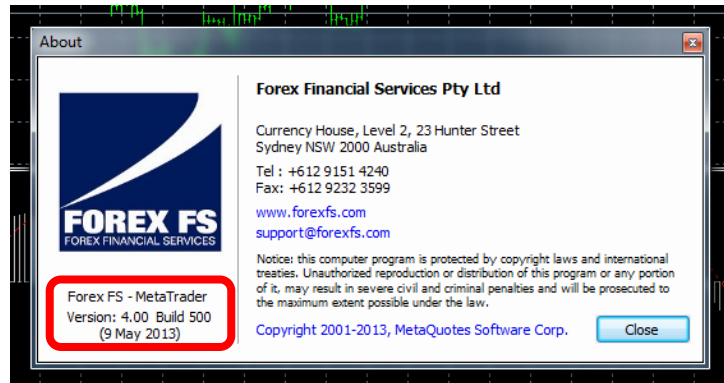 About
Forex Financial Services Pty Ltd
Currency House, Level 2, 23 Hunter Street
Sydney NSW 2000 Australia
Tel : +612 9151 4240
Fax: +612 9232 3599
www.forexfs.com
support@forexfs.com
Notice: this computer program is protected by copyright laws and international
treaties. Unauthorized reproduction or distribution of this program or any portion
of it, may result in severe civil and criminal penalties and will be prosecuted to
the maximum extent possible under the law.
Copyright 2001-2013, MetaQuotes Software Corp.
Close
FOREX FS
FOREX FINANCIAL SERVICES
Forex FS - MetaTrader
Version: 4.00 Build 500
(9 May 2013)